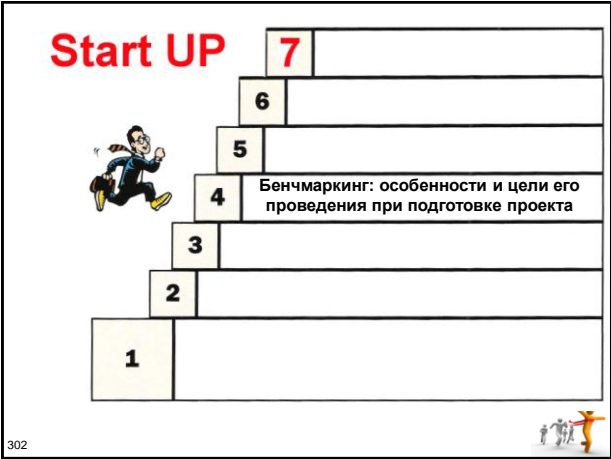 Start UP
7
6
5
4
Бенчмаркинг: особенности и цели его
проведения при подготовке проекта
3
2
1
302